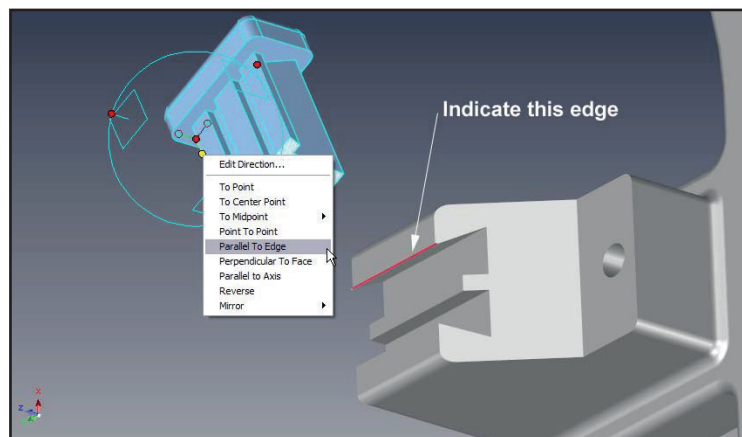 Indicate this edge
Edit Direction...
To Point
To Center Point
To Midpoint
Point To Point
Parallel To Edge
Perpendicular To Face
Parallel to Axis
Reverse
Mirror
X
Z